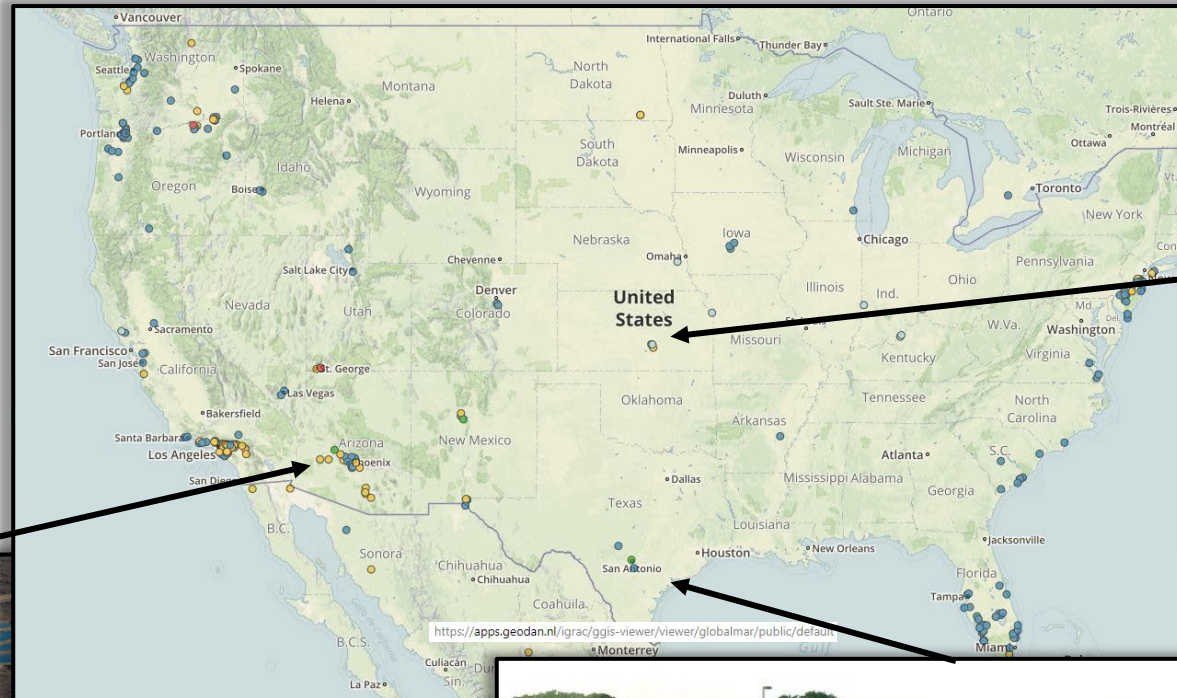 Vancouver
Ontario
International Falls
Thunder Bay
Washington
Seattle
Spokane
North
Dakota
Montana
Helena
Duluth
Minnesota
Sault Ste. Marie
Trois-Rivières
Montréal
Portland
Ottawa
South
Dakota
Minneapolis
Wisconsin
Michigan
Idaho
Vt.
Oregon
Boise
Wyoming
Toronto
New York
Nebraska
Iowa
Chicago
Con
Cheyenne
Omaha
Pennsylvania
Salt Lake City
Ohio
Denver
Illinois
Ind.
Nevada
Utah
Colorado
United
States
Md.
Del.
Sacramento
W.Va.
Washington
Missouri
San Francisco
San José
California
St. George
Kentucky
Virginia
Las Vegas
Oklahoma
Tennessee
North
Carolina
Bakersfield
Arkansas
Santa Barbara
Arizona
New Mexico
Los Angeles
Phoenix
Atlanta
S.C.
San Diego
Dallas
Mississippi
Alabama
Georgia
Texas
B.C.
Louisiana
Sonora
Houston
New Orleans
Jacksonville
Chihuahua
Chihuahua
San Antonio
Florida
Coahuila
Tampa
https://apps.geodan.nl/igrac/ggis-viewer/viewer/globalmar/public/default
B.C.S.
Monterrey
Gulf
Miami
Culiacán
Sin.
Du
La Paz